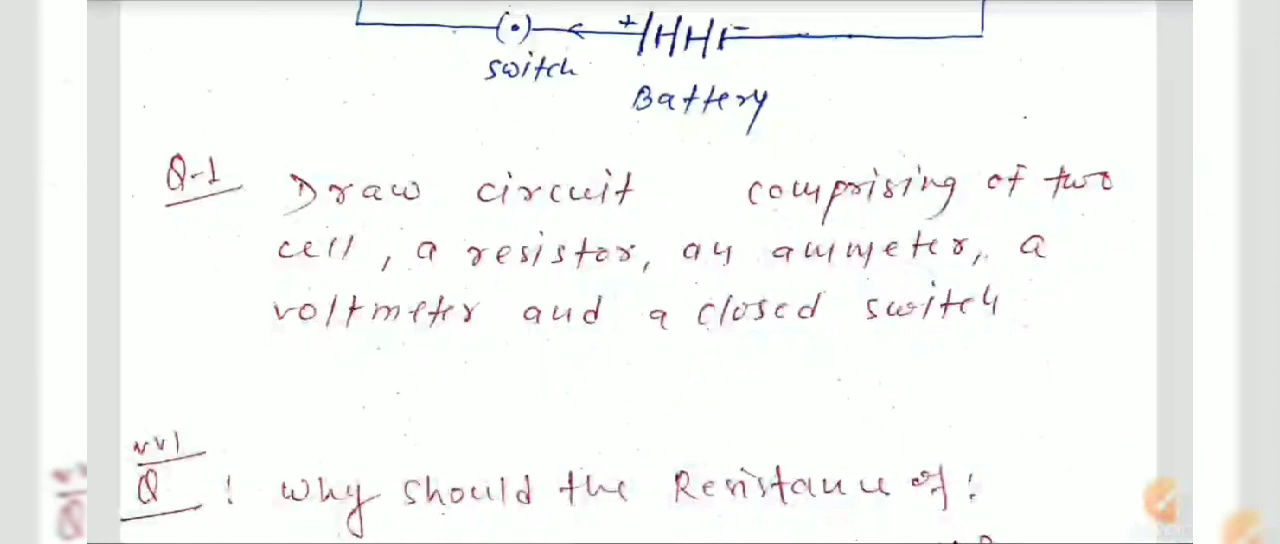 switch
Battery
Q-1 Draw circuit comprising of two
cell, a resistor, an ammeter, a
voltmeter and a closed switch
VVI
Q : Why should the Resistance of :